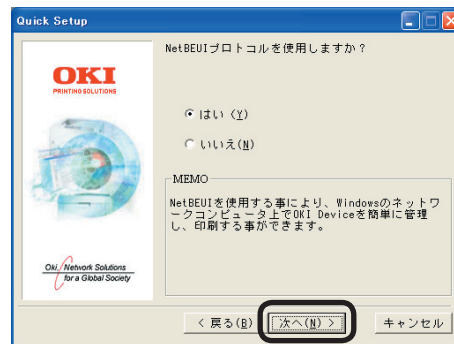 Quick Setup
NetBEUIプロトコルを使用しますか？
OKI
PRINTING SOLUTIONS
はい (Y)
いいえ(N)
MEMO
NetBEUIを使用する事により、Windowsのネットワ
ークコンピュータ上でOKI Deviceを簡単に管理
し、印刷する事ができます。
Oki, Network Solutions
for a Global Society
< 戻る(B)
次へ(N) >
キャンセル